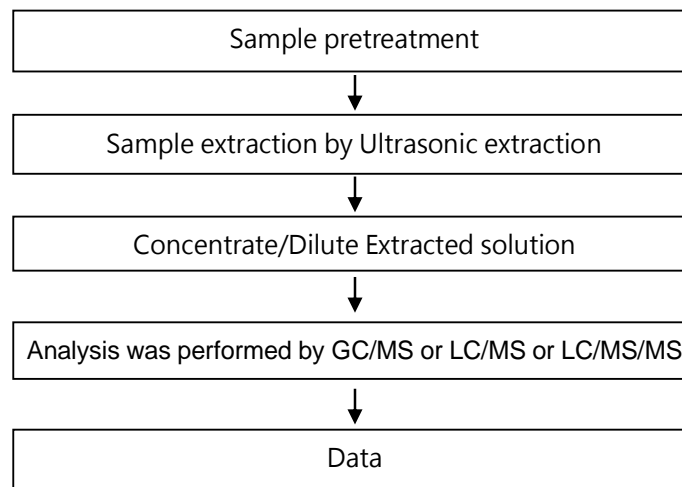 Sample pretreatment
Sample extraction by Ultrasonic extraction
Concentrate/Dilute Extracted solution
Analysis was performed by GC/MS or LC/MS or LC/MS/MS
Data